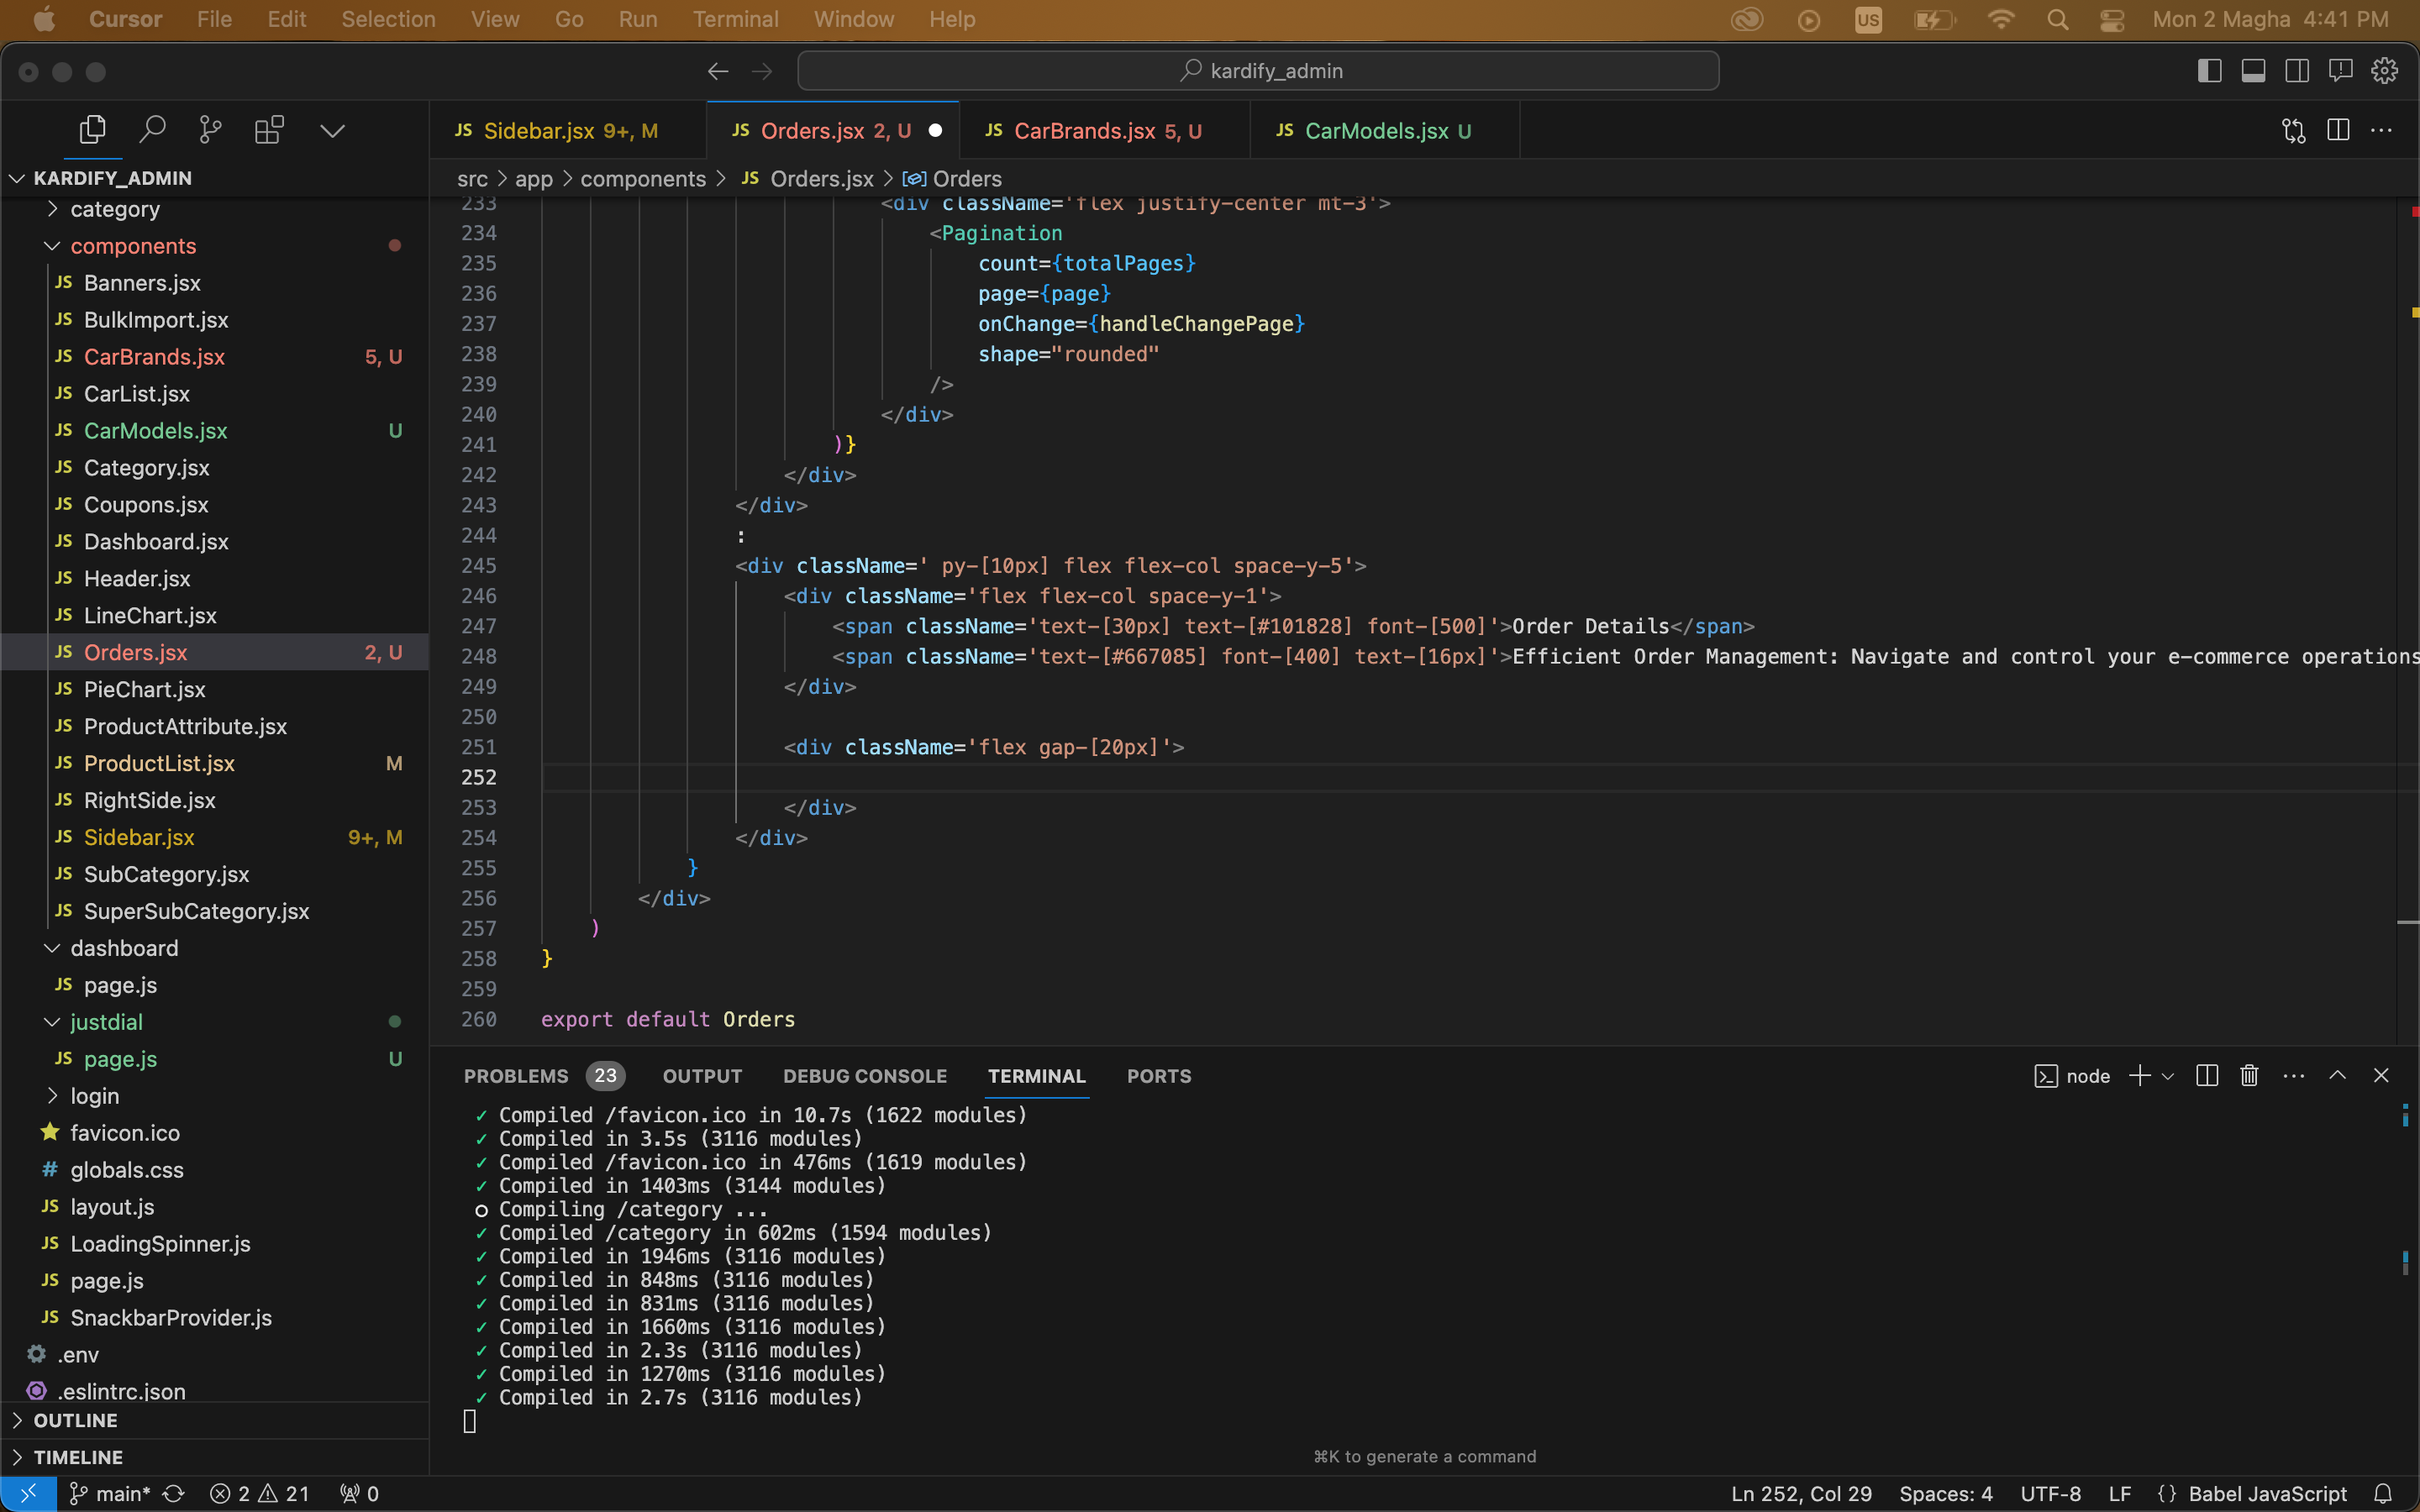 Cursor File Edit Selection View Go Run Terminal Window Help US Mon 2 Magha 4:41 PM
kardify_admin
JS Sidebar.jsx 9+, M JS Orders.jsx 2, U JS CarBrands.jsx 5, U JS CarModels.jsx U
src > app > components > JS Orders.jsx > Orders
KARDIFY_ADMIN
category
components
JS Banners.jsx
JS BulkImport.jsx
JS CarBrands.jsx 5, U
JS CarList.jsx
JS CarModels.jsx U
JS Category.jsx
JS Coupons.jsx
JS Dashboard.jsx
JS Header.jsx
JS LineChart.jsx
JS Orders.jsx 2, U
JS PieChart.jsx
JS ProductAttribute.jsx
JS ProductList.jsx M
JS RightSide.jsx
JS Sidebar.jsx 9+, M
JS SubCategory.jsx
JS SuperSubCategory.jsx
dashboard
JS page.js
justdial
JS page.js U
login
favicon.ico
# globals.css
JS layout.js
JS LoadingSpinner.js
JS page.js
JS SnackbarProvider.js
.env
.eslintrc.json
OUTLINE
TIMELINE
233 <div className='flex justify-center mt-3'>
234 <Pagination
235 count={totalPages}
236 page={page}
237 onChange={handleChangePage}
238 shape="rounded"
239 />
240 </div>
241 )}
242 </div>
243 </div>
244 :
245 <div className=' py-[10px] flex flex-col space-y-5'>
246 <div className='flex flex-col space-y-1'>
247 <span className='text-[30px] text-[#101828] font-[500]'>Order Details</span>
248 <span className='text-[#667085] font-[400] text-[16px]'>Efficient Order Management: Navigate and control your e-commerce operations
249 </div>
250
251 <div className='flex gap-[20px]'>
252
253 </div>
254 </div>
255 }
256 </div>
257 )
258 }
259
260 export default Orders
PROBLEMS 23 OUTPUT DEBUG CONSOLE TERMINAL PORTS node
✓ Compiled /favicon.ico in 10.7s (1622 modules)
✓ Compiled in 3.5s (3116 modules)
✓ Compiled /favicon.ico in 476ms (1619 modules)
✓ Compiled in 1403ms (3144 modules)
○ Compiling /category ...
✓ Compiled /category in 602ms (1594 modules)
✓ Compiled in 1946ms (3116 modules)
✓ Compiled in 848ms (3116 modules)
✓ Compiled in 831ms (3116 modules)
✓ Compiled in 1660ms (3116 modules)
✓ Compiled in 2.3s (3116 modules)
✓ Compiled in 1270ms (3116 modules)
✓ Compiled in 2.7s (3116 modules)
⌘K to generate a command
main* 2 21 0 Ln 252, Col 29 Spaces: 4 UTF-8 LF {} Babel JavaScript